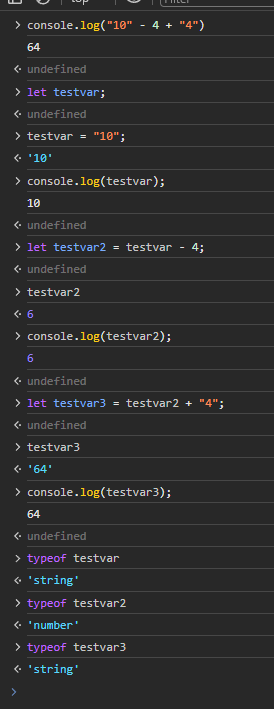 top
Filter
> console.log("10" - 4 + "4")
64
<· undefined
> let testvar;
<· undefined
> testvar = "10";
<· '10'
> console.log(testvar);
10
<· undefined
> let testvar2 = testvar - 4;
<· undefined
> testvar2
<· 6
> console.log(testvar2);
6
<· undefined
> let testvar3 = testvar2 + "4";
<· undefined
> testvar3
<· '64'
> console.log(testvar3);
64
<· undefined
> typeof testvar
<· 'string'
> typeof testvar2
<· 'number'
> typeof testvar3
<· 'string'
>